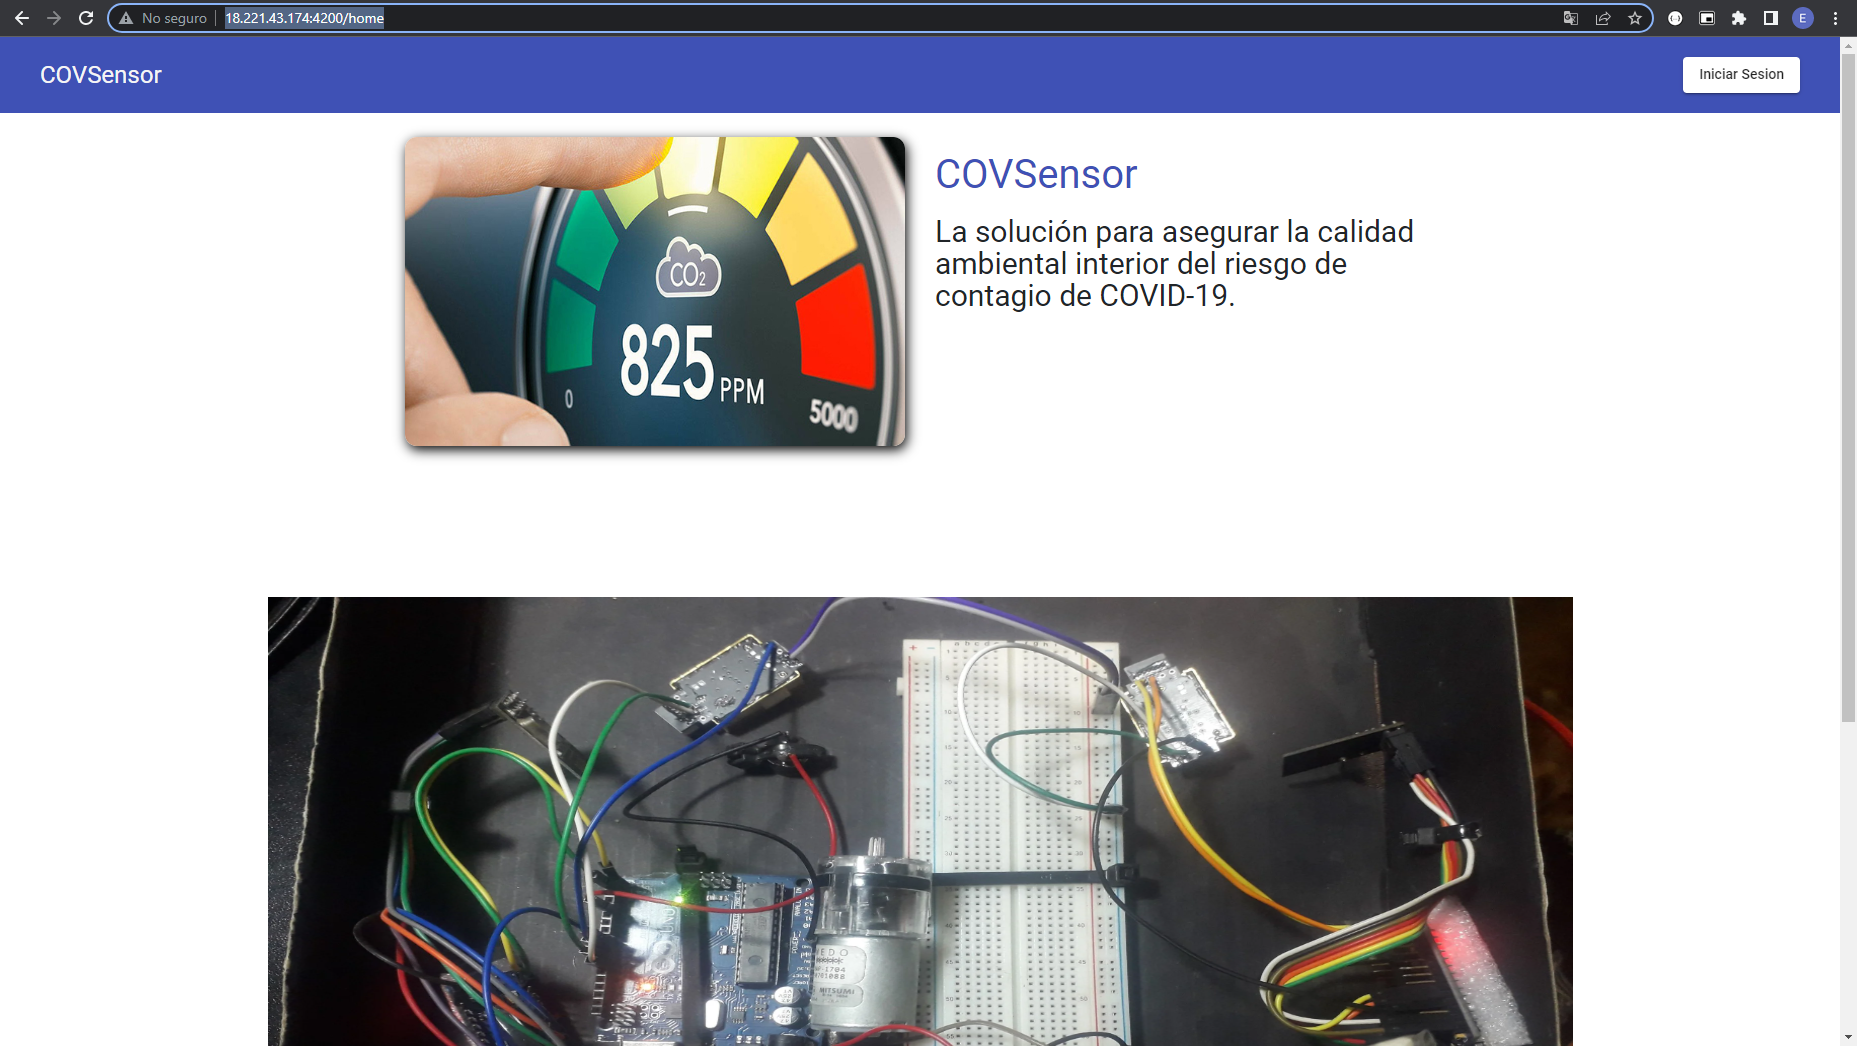 No seguro
18.221.43.174:4200/home
E
COVSensor
Iniciar Sesion
CO2
825 PPM
0
5000
COVSensor
La solución para asegurar la calidad
ambiental interior del riesgo de
contagio de COVID-19.
MITSUMI